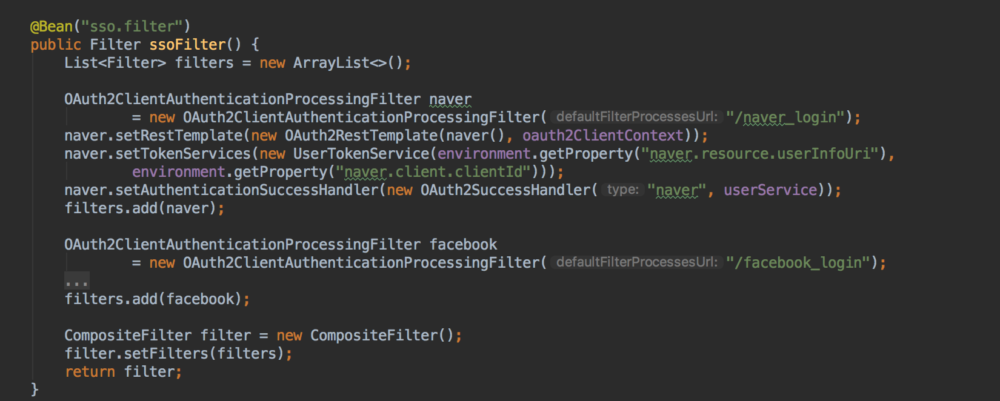 @Bean("sso.filter")
public Filter ssoFilter() {
List<Filter> filters = new ArrayList<>();
OAuth2ClientAuthenticationProcessingFilter naver
= new OAuth2ClientAuthenticationProcessingFilter( defaultFilterProcessesUrl: "/naver_login");
naver.setRestTemplate(new OAuth2RestTemplate(naver(), oauth2ClientContext));
naver.setTokenServices(new UserTokenService(environment.getProperty("naver.resource.userInfoUri"),
environment.getProperty("naver.client.clientId")));
naver.setAuthenticationSuccessHandler(new OAuth2SuccessHandler( type: "naver", userService));
filters.add(naver);
OAuth2ClientAuthenticationProcessingFilter facebook
= new OAuth2ClientAuthenticationProcessingFilter( defaultFilterProcessesUrl: "/facebook_login");
...
filters.add(facebook);
CompositeFilter filter = new CompositeFilter();
filter.setFilters(filters);
return filter;
}